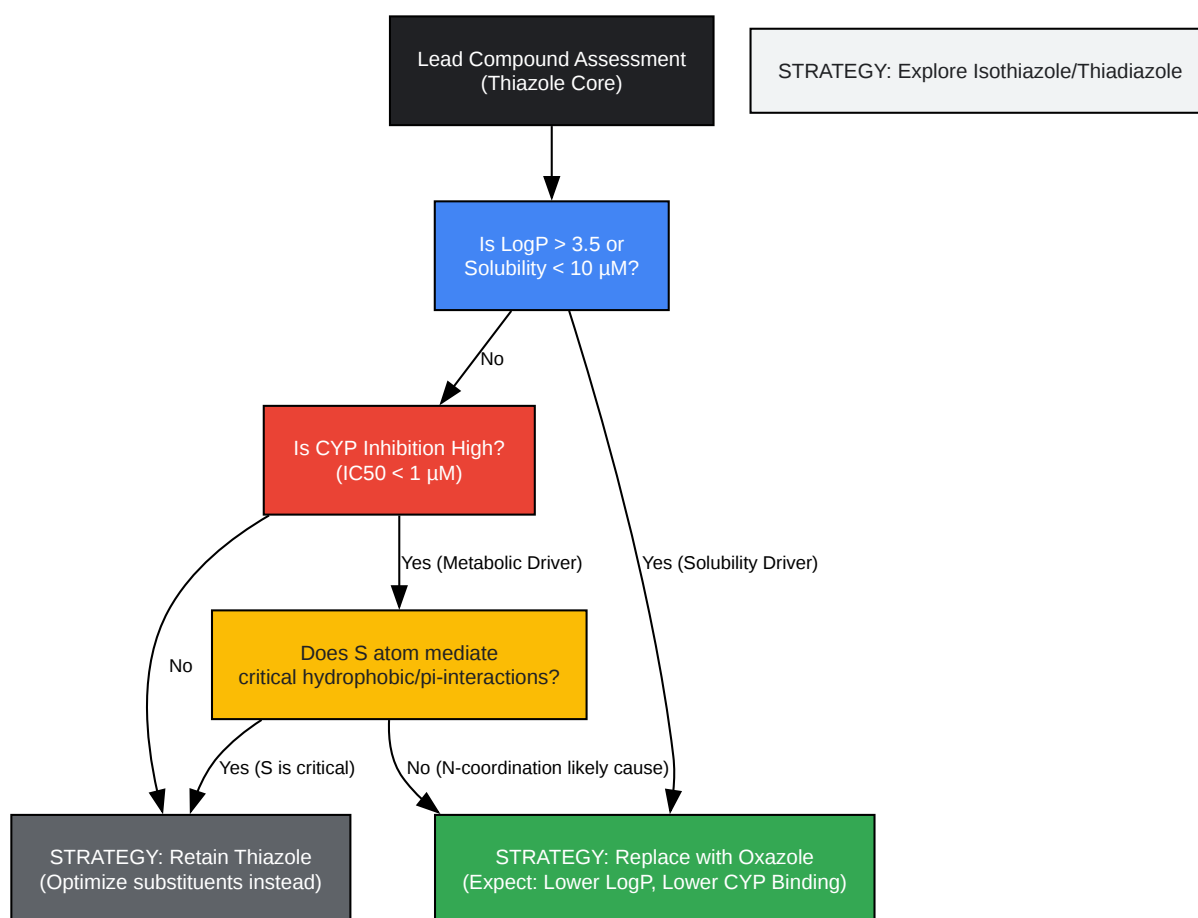 Lead Compound Assessment
(Thiazole Core)
STRATEGY: Explore Isothiazole/Thiadiazole
Is LogP > 3.5 or
Solubility < 10 µM?
No
Is CYP Inhibition High?
(IC50 < 1 µM)
Yes (Metabolic Driver)
Yes (Solubility Driver)
Does S atom mediate
critical hydrophobic/pi-interactions?
No
Yes (S is critical)
No (N-coordination likely cause)
STRATEGY: Retain Thiazole
(Optimize substituents instead)
STRATEGY: Replace with Oxazole
(Expect: Lower LogP, Lower CYP Binding)